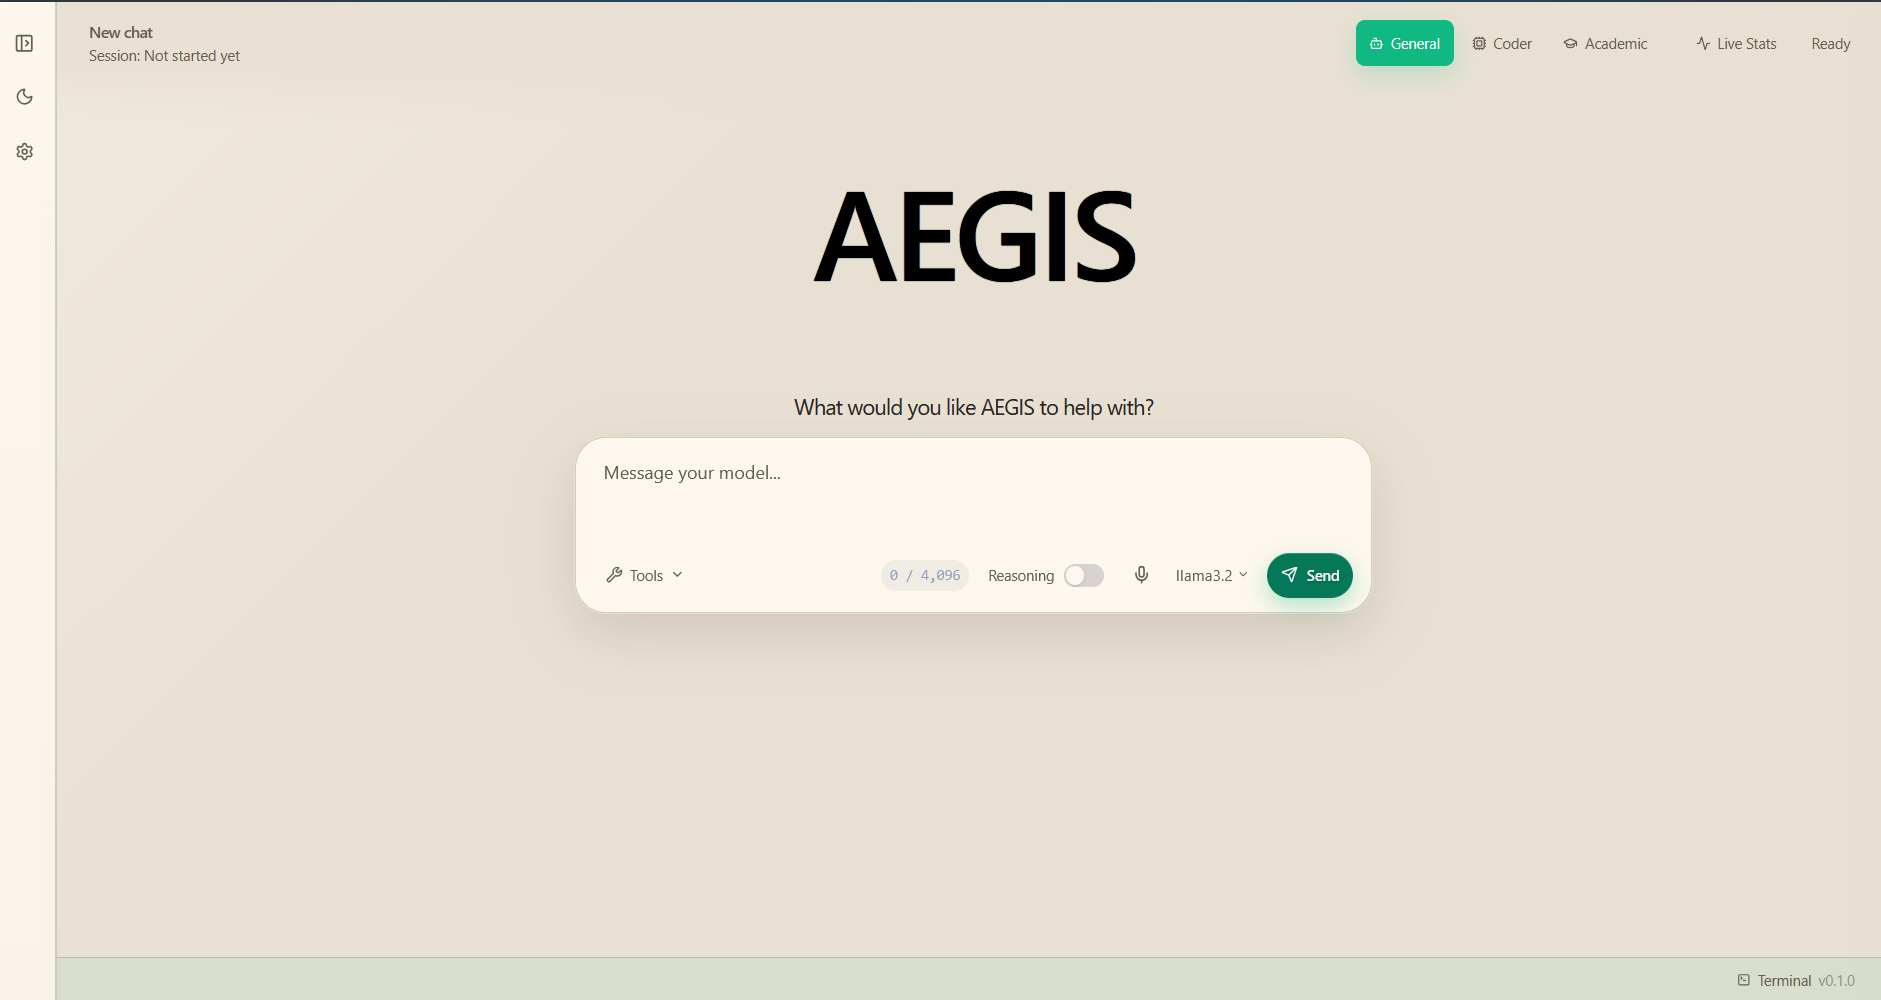 New chat
Session: Not started yet
General
Coder
Academic
Live Stats
Ready
AEGIS
What would you like AEGIS to help with?
Message your model...
Tools
0 / 4,096
Reasoning
llama3.2
Send
Terminal v0.1.0